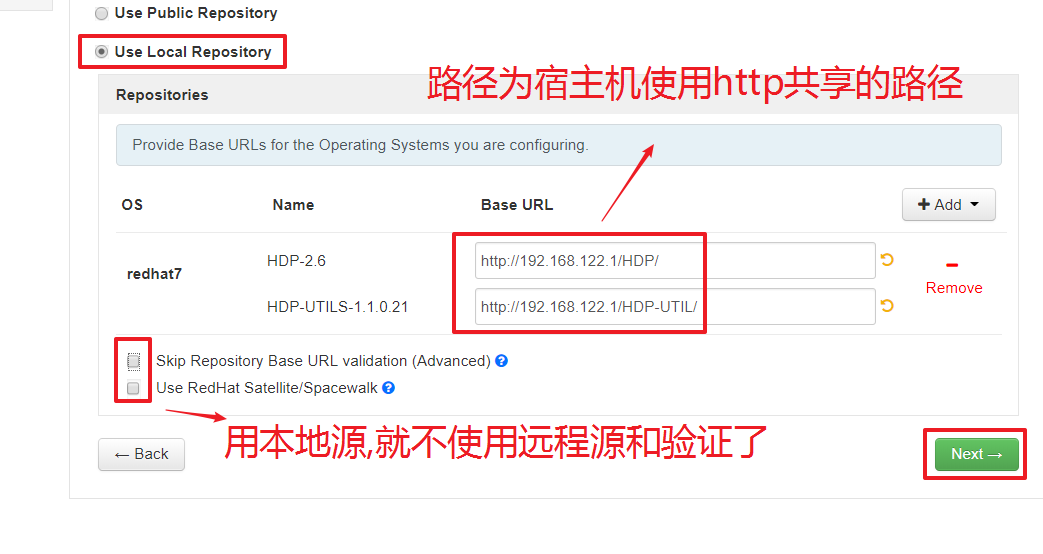 Use Public Repository
Use Local Repository
路径为宿主机使用http共享的路径
Repositories
Provide Base URLs for the Operating Systems you are configuring.
OS Name Base URL Add
redhat7
HDP-2.6 http://192.168.122.1/HDP/
Remove
HDP-UTILS-1.1.0.21 http://192.168.122.1/HDP-UTIL/
Skip Repository Base URL validation (Advanced)
Use RedHat Satellite/Spacewalk
用本地源,就不使用远程源和验证了
← Back
Next →